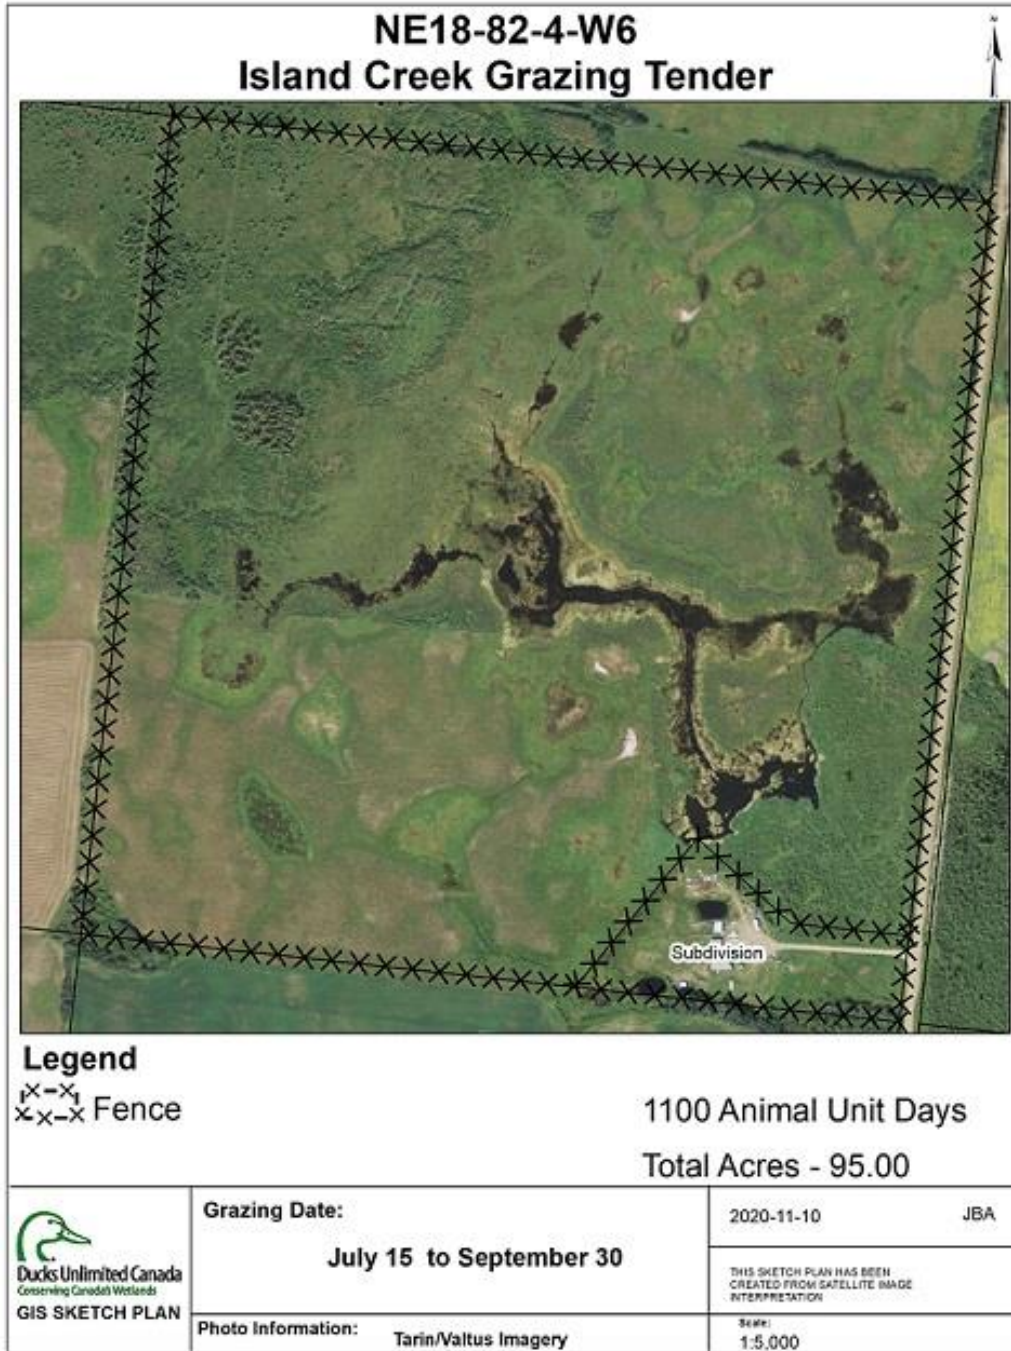 NE18-82-4-W6
Island Creek Grazing Tender
N
Subdivision
Legend
Fence
1100 Animal Unit Days
Total Acres - 95.00
Ducks Unlimited Canada
Conserving Canada's Wetlands
GIS SKETCH PLAN
Grazing Date:
July 15 to September 30
Photo Information:
Tarin/Valtus Imagery
2020-11-10 JBA
THIS SKETCH PLAN HAS BEEN
CREATED FROM SATELLITE IMAGE
INTERPRETATION
Scale:
1:5,000